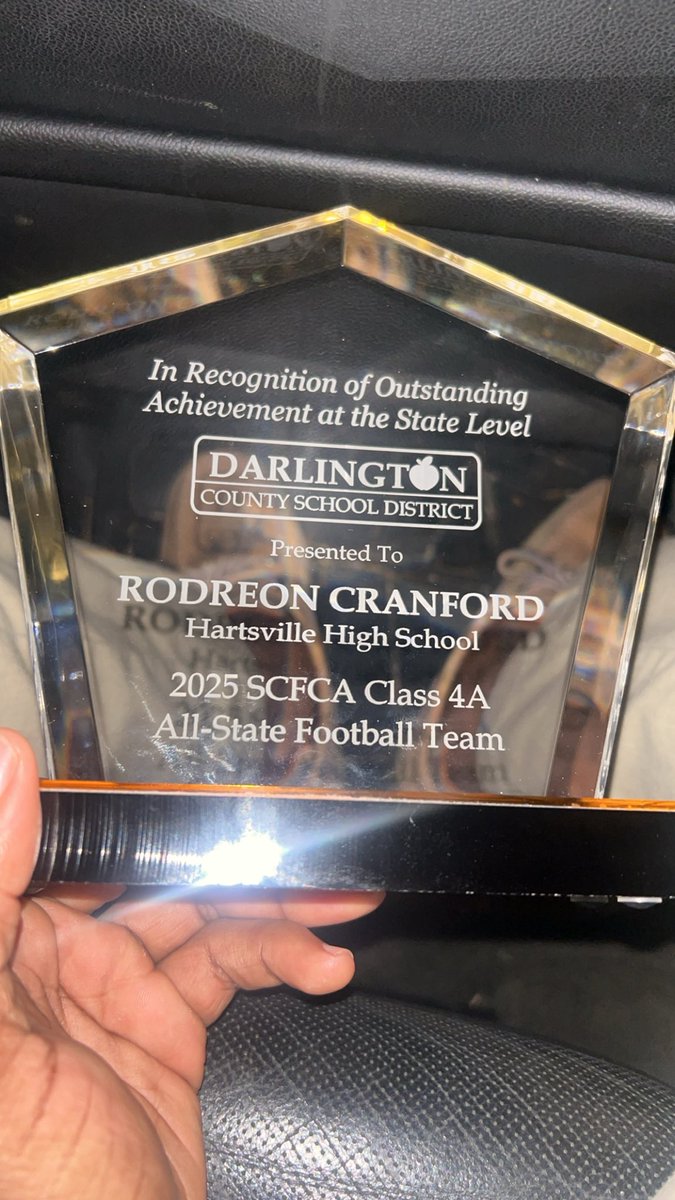 In Recognition of Outstanding
Achievement at the State Level
DARLINGTON
COUNTY SCHOOL DISTRICT
Presented To
RODREON CRANFORD
Hartsville High School
2025 SCFCA Class 4A
All-State Football Team